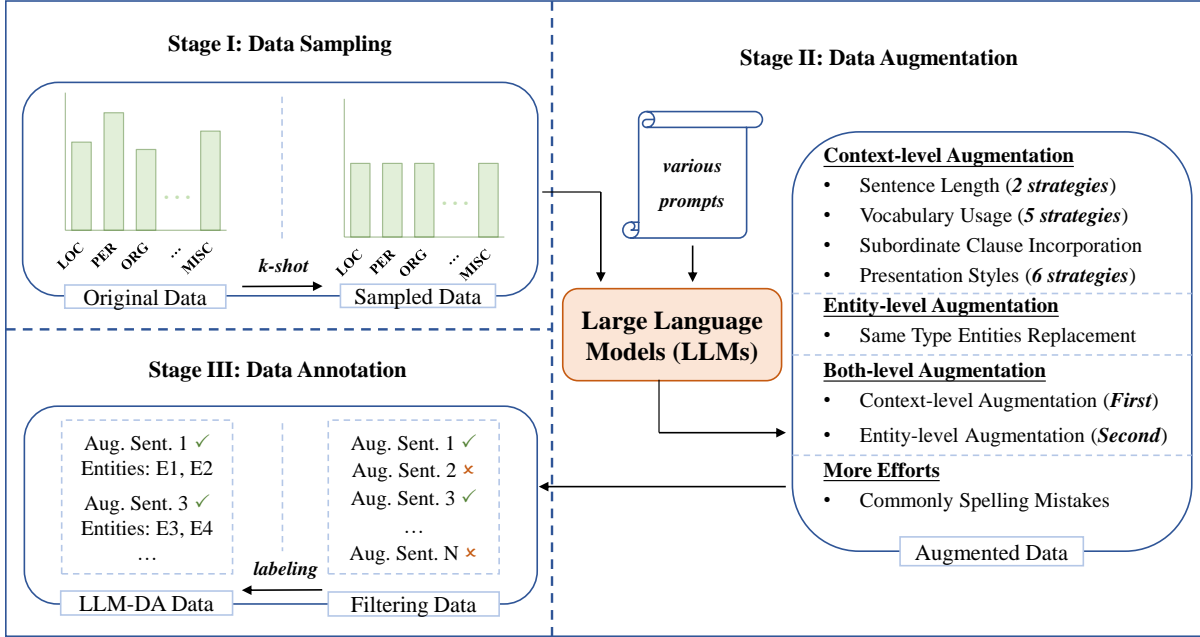 Stage I: Data Sampling
LOC
PER
ORG
...
MISC
k-shot
LOC
PER
ORG
...
MISC
Original Data
Sampled Data
Stage II: Data Augmentation
various
prompts
Large Language
Models (LLMs)
Context-level Augmentation
• Sentence Length (2 strategies)
• Vocabulary Usage (5 strategies)
• Subordinate Clause Incorporation
• Presentation Styles (6 strategies)
Entity-level Augmentation
• Same Type Entities Replacement
Both-level Augmentation
• Context-level Augmentation (First)
• Entity-level Augmentation (Second)
More Efforts
• Commonly Spelling Mistakes
Augmented Data
Stage III: Data Annotation
Aug. Sent. 1 ✓
Entities: E1, E2
Aug. Sent. 3 ✓
Entities: E3, E4
...
LLM-DA Data
labeling
Aug. Sent. 1 ✓
Aug. Sent. 2 ✗
Aug. Sent. 3 ✓
...
Aug. Sent. N ✗
Filtering Data